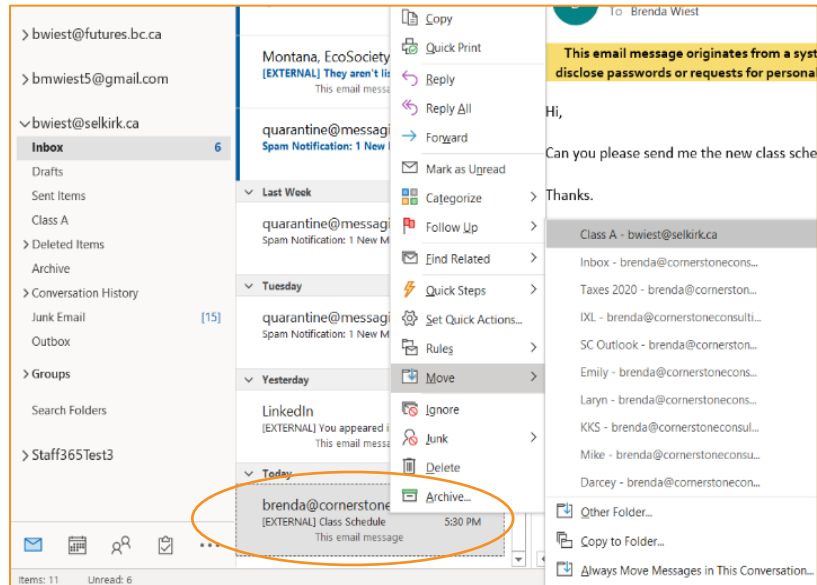 > bwiest@futures.bc.ca
> bmwiest5@gmail.com
bwiest@selkirk.ca
Inbox 6
Drafts
Sent Items
Class A
> Deleted Items
Archive
> Conversation History
Junk Email [15]
Outbox
> Groups
Search Folders
> Staff365Test3
Items: 11 Unread: 6
Montana, EcoSociety
[EXTERNAL] They aren't lis
This email messa
quarantine@messagi
Spam Notification: 1 New
Last Week
quarantine@messagi
Spam Notification: 1 New M
Tuesday
quarantine@messagi
Spam Notification: 1 New M
Yesterday
LinkedIn
[EXTERNAL] You appeared i
This email messa
Today
brenda@cornerstone
[EXTERNAL] Class Schedule 5:30 PM
This email message
Copy
Quick Print
Reply
Reply All
Forward
Mark as Unread
Categorize >
Follow Up >
Find Related >
Quick Steps >
Set Quick Actions...
Rules >
Move >
Ignore
Junk >
Delete
Archive...
To Brenda Wiest
This email message originates from a syst
disclose passwords or requests for personal
Hi,
Can you please send me the new class sche
Thanks.
Class A - bwiest@selkirk.ca
Inbox - brenda@cornerstonecons...
Taxes 2020 - brenda@cornerston...
IXL - brenda@cornerstoneconsulti...
SC Outlook - brenda@cornerston...
Emily - brenda@cornerstonecons...
Laryn - brenda@cornerstonecons...
KKS - brenda@cornerstoneconsul...
Mike - brenda@cornerstoneconsu...
Darcey - brenda@cornerstonecon...
Other Folder...
Copy to Folder...
Always Move Messages in This Conversation...